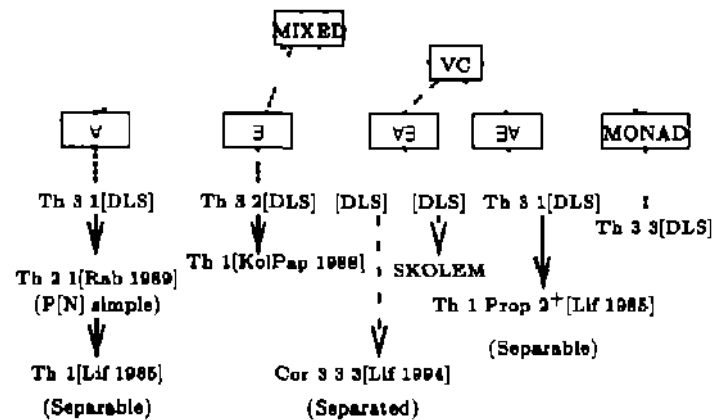 MIXED
VC
∀ ∃ ∀∃ ∃∀ MONAD
Th 3 1[DLS] Th 3 2[DLS] [DLS] [DLS] Th 3 1[DLS]
Th 3 3[DLS]
Th 1[KolPap 1988]
SKOLEM
Th 2 1[Rab 1989]
(P[N] simple)
Th 1 Prop 2+[Lif 1985]
(Separable)
Th 1[Lif 1985] Cor 3 3 3[Lif 1994]
(Separable) (Separated)